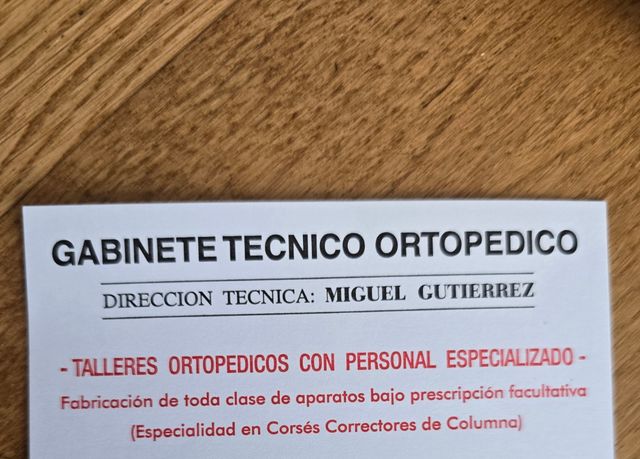 GABINETE TECNICO ORTOPEDICO
DIRECCION TECNICA: MIGUEL GUTIERREZ
- TALLERES ORTOPEDICOS CON PERSONAL ESPECIALIZADO -
Fabricación de toda clase de aparatos bajo prescripción facultativa
(Especialidad en Corsés Correctores de Columna)